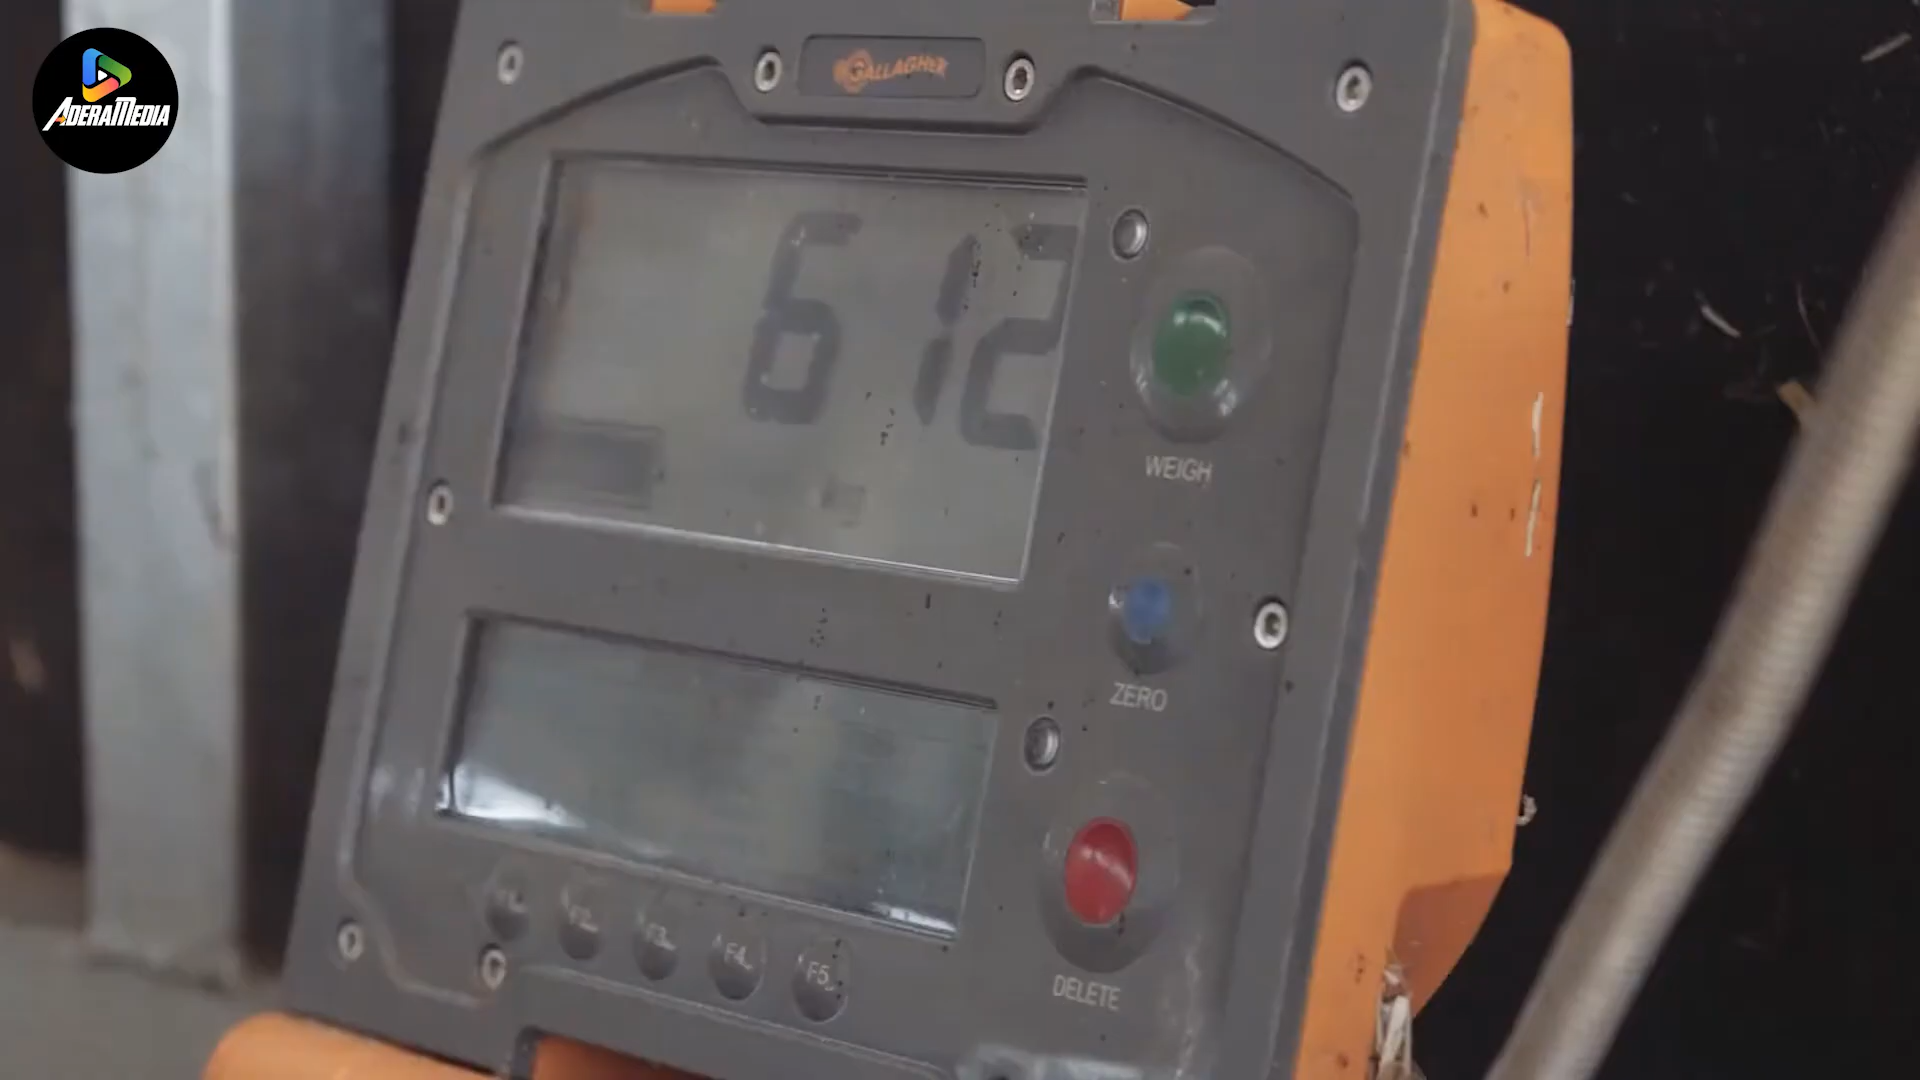 ADERAMEDIA
GALLAGHER
612
WEIGH
ZERO
DELETE
F1
F2
F3
F4
F5